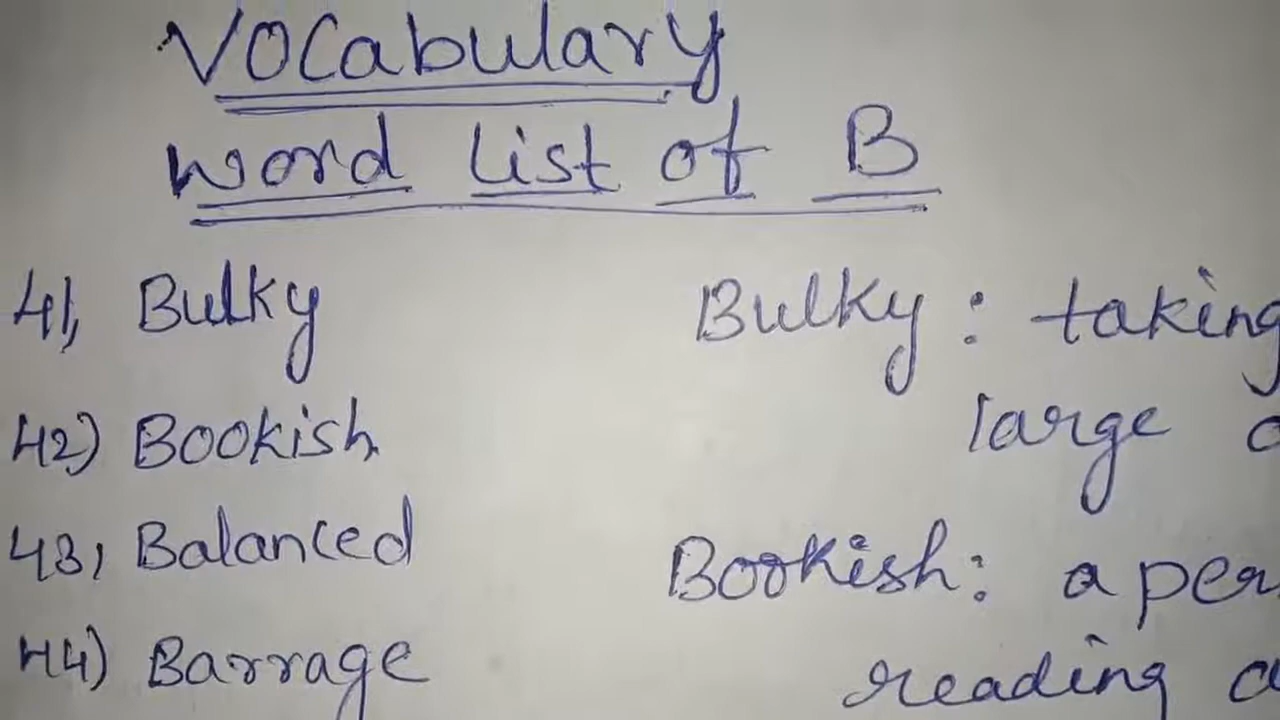 Vocabulary
Word List of B
41, Bulky
42) Bookish
43, Balanced
44) Barrage
Bulky : taking
large
Bookish: a per
reading a